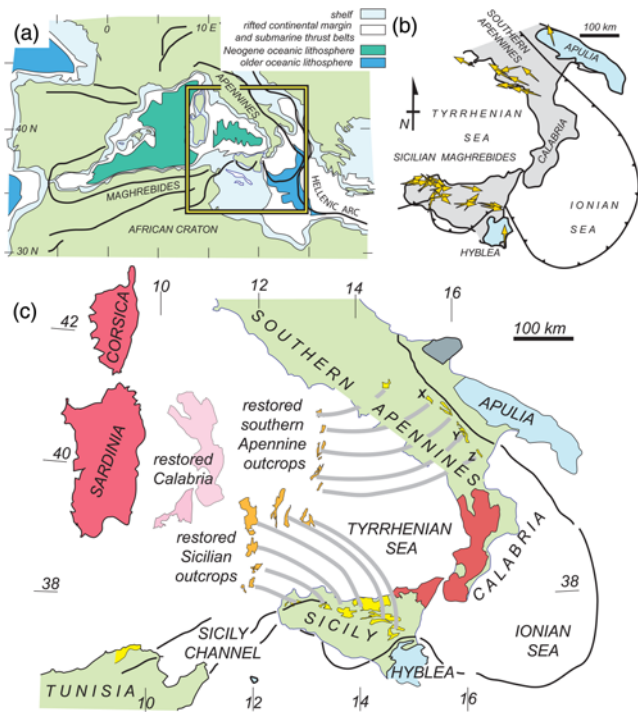 (a)
0
10 E
shelf
rifted continental margin
and submarine thrust belts
Neogene oceanic lithosphere
older oceanic lithosphere
APENNINES
40 N
MAGHREBIDES
HELLENIC ARC
AFRICAN CRATON
30 N
(b)
100 km
SOUTHERN
APENNINES
APULIA
N
TYRRHENIAN
SEA
CALABRIA
SICILIAN MAGHREBIDES
IONIAN
SEA
HYBLEA
(c)
10
12
14
16
100 km
42
CORSICA
SOUTHERN APENNINES
APULIA
restored
southern
Apennine
outcrops
40
SARDINIA
restored
Calabria
restored
Sicilian
outcrops
TYRRHENIAN
SEA
CALABRIA
38
38
SICILY
SICILY
CHANNEL
IONIAN
SEA
HYBLEA
TUNISIA
10
12
14
16